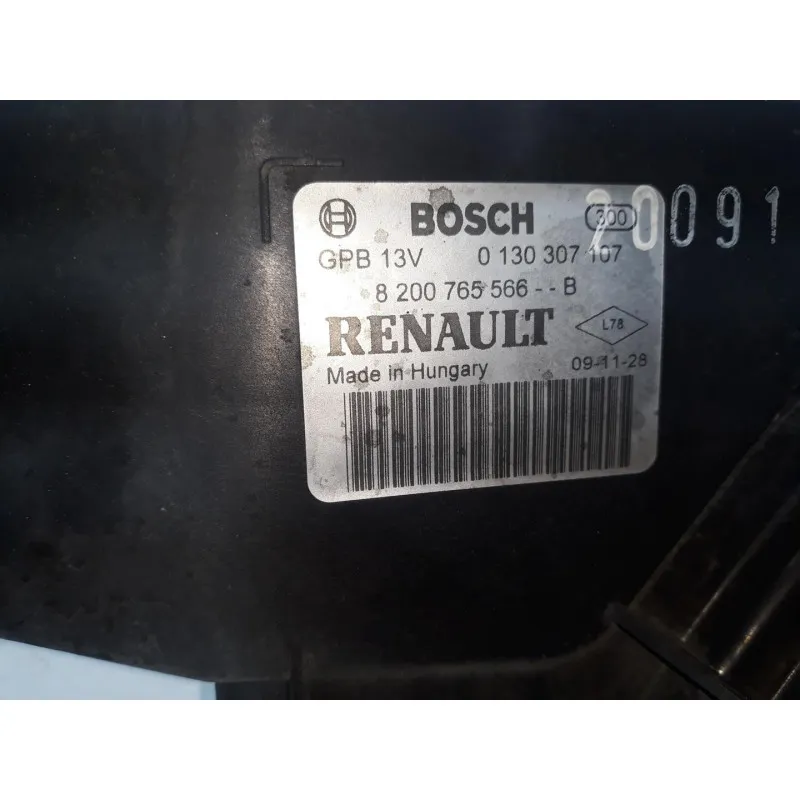 BOSCH 300
70091
GPB 13V 0 130 307 107
8 200 765 566 - - B
RENAULT L78
Made in Hungary 09-11-28